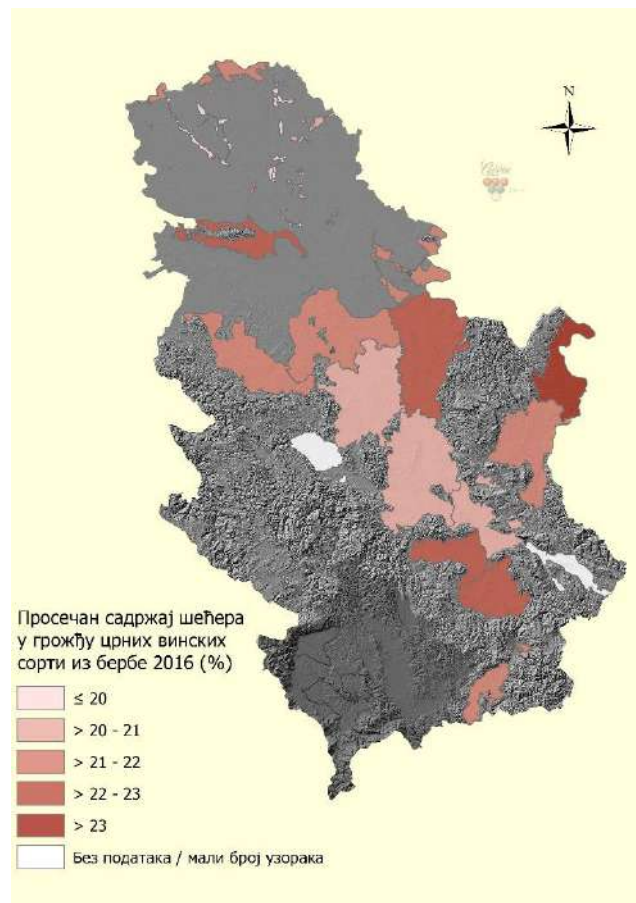 N
Просечан садржај шећера
у грожђу црних винских
сорти из бербе 2016 (%)
≤ 20
> 20 - 21
> 21 - 22
> 22 - 23
> 23
Без података / мали број узорака